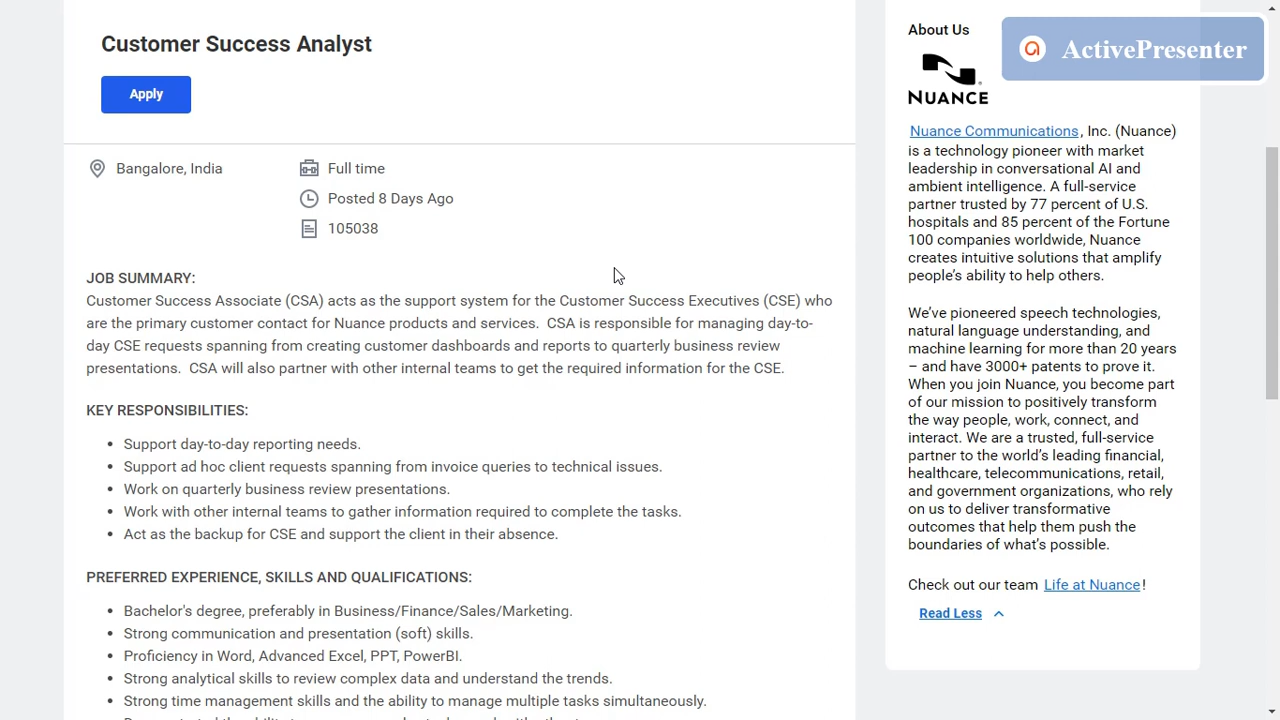 Customer Success Analyst
Apply
Bangalore, India
Full time
Posted 8 Days Ago
105038
JOB SUMMARY:
Customer Success Associate (CSA) acts as the support system for the Customer Success Executives (CSE) who
are the primary customer contact for Nuance products and services.  CSA is responsible for managing day-to-
day CSE requests spanning from creating customer dashboards and reports to quarterly business review
presentations.  CSA will also partner with other internal teams to get the required information for the CSE.
KEY RESPONSIBILITIES:
• Support day-to-day reporting needs.
• Support ad hoc client requests spanning from invoice queries to technical issues.
• Work on quarterly business review presentations.
• Work with other internal teams to gather information required to complete the tasks.
• Act as the backup for CSE and support the client in their absence.
PREFERRED EXPERIENCE, SKILLS AND QUALIFICATIONS:
• Bachelor's degree, preferably in Business/Finance/Sales/Marketing.
• Strong communication and presentation (soft) skills.
• Proficiency in Word, Advanced Excel, PPT, PowerBI.
• Strong analytical skills to review complex data and understand the trends.
• Strong time management skills and the ability to manage multiple tasks simultaneously.
About Us
ActivePresenter
NUANCE
Nuance Communications, Inc. (Nuance)
is a technology pioneer with market
leadership in conversational AI and
ambient intelligence. A full-service
partner trusted by 77 percent of U.S.
hospitals and 85 percent of the Fortune
100 companies worldwide, Nuance
creates intuitive solutions that amplify
people’s ability to help others.
We’ve pioneered speech technologies,
natural language understanding, and
machine learning for more than 20 years
– and have 3000+ patents to prove it.
When you join Nuance, you become part
of our mission to positively transform
the way people, work, connect, and
interact. We are a trusted, full-service
partner to the world’s leading financial,
healthcare, telecommunications, retail,
and government organizations, who rely
on us to deliver transformative
outcomes that help them push the
boundaries of what’s possible.
Check out our team Life at Nuance!
Read Less